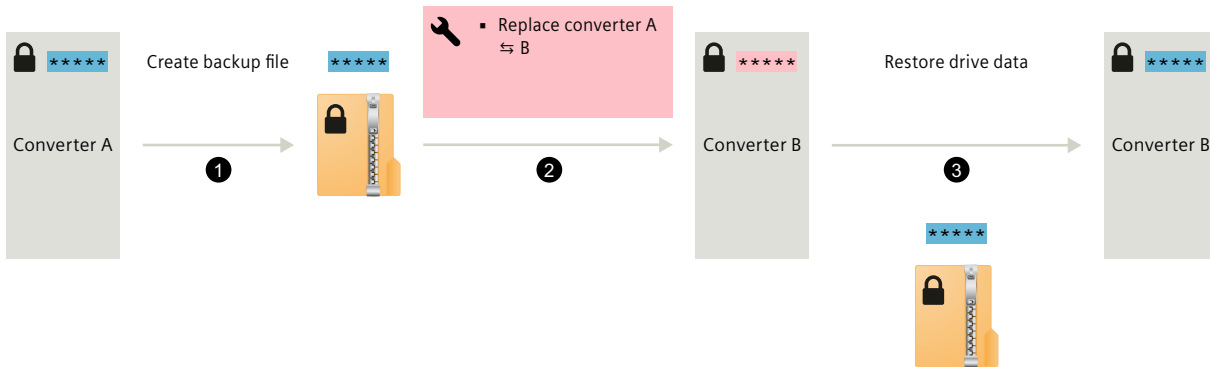 *****
Create backup file
*****
▪ Replace converter A
⇆ B
*****
Restore drive data
*****
Converter A
Converter B
Converter B
1
2
3
*****